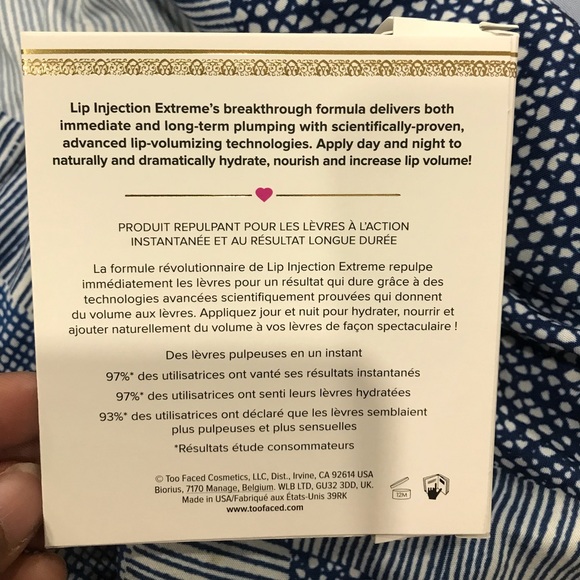 Lip Injection Extreme's breakthrough formula delivers both
immediate and long-term plumping with scientifically-proven,
advanced lip-volumizing technologies. Apply day and night to
naturally and dramatically hydrate, nourish and increase lip volume!
PRODUIT REPULPANT POUR LES LÈVRES À L'ACTION
INSTANTANÉE ET AU RÉSULTAT LONGUE DURÉE
La formule révolutionnaire de Lip Injection Extreme repulpe
immédiatement les lèvres pour un résultat qui dure grâce à des
technologies avancées scientifiquement prouvées qui donnent
du volume aux lèvres. Appliquez jour et nuit pour hydrater, nourrir et
ajouter naturellement du volume à vos lèvres de façon spectaculaire !
Des lèvres pulpeuses en un instant
97%* des utilisatrices ont vanté ses résultats instantanés
97%* des utilisatrices ont senti leurs lèvres hydratées
93%* des utilisatrices ont déclaré que les lèvres semblaient
plus pulpeuses et plus sensuelles
*Résultats étude consommateurs
© Too Faced Cosmetics, LLC, Dist., Irvine, CA 92614 USA
Biorius, 7170 Manage, Belgium. WLB LTD, GU32 3DD, UK.
Made in USA/Fabriqué aux États-Unis 39RK
www.toofaced.com
12M